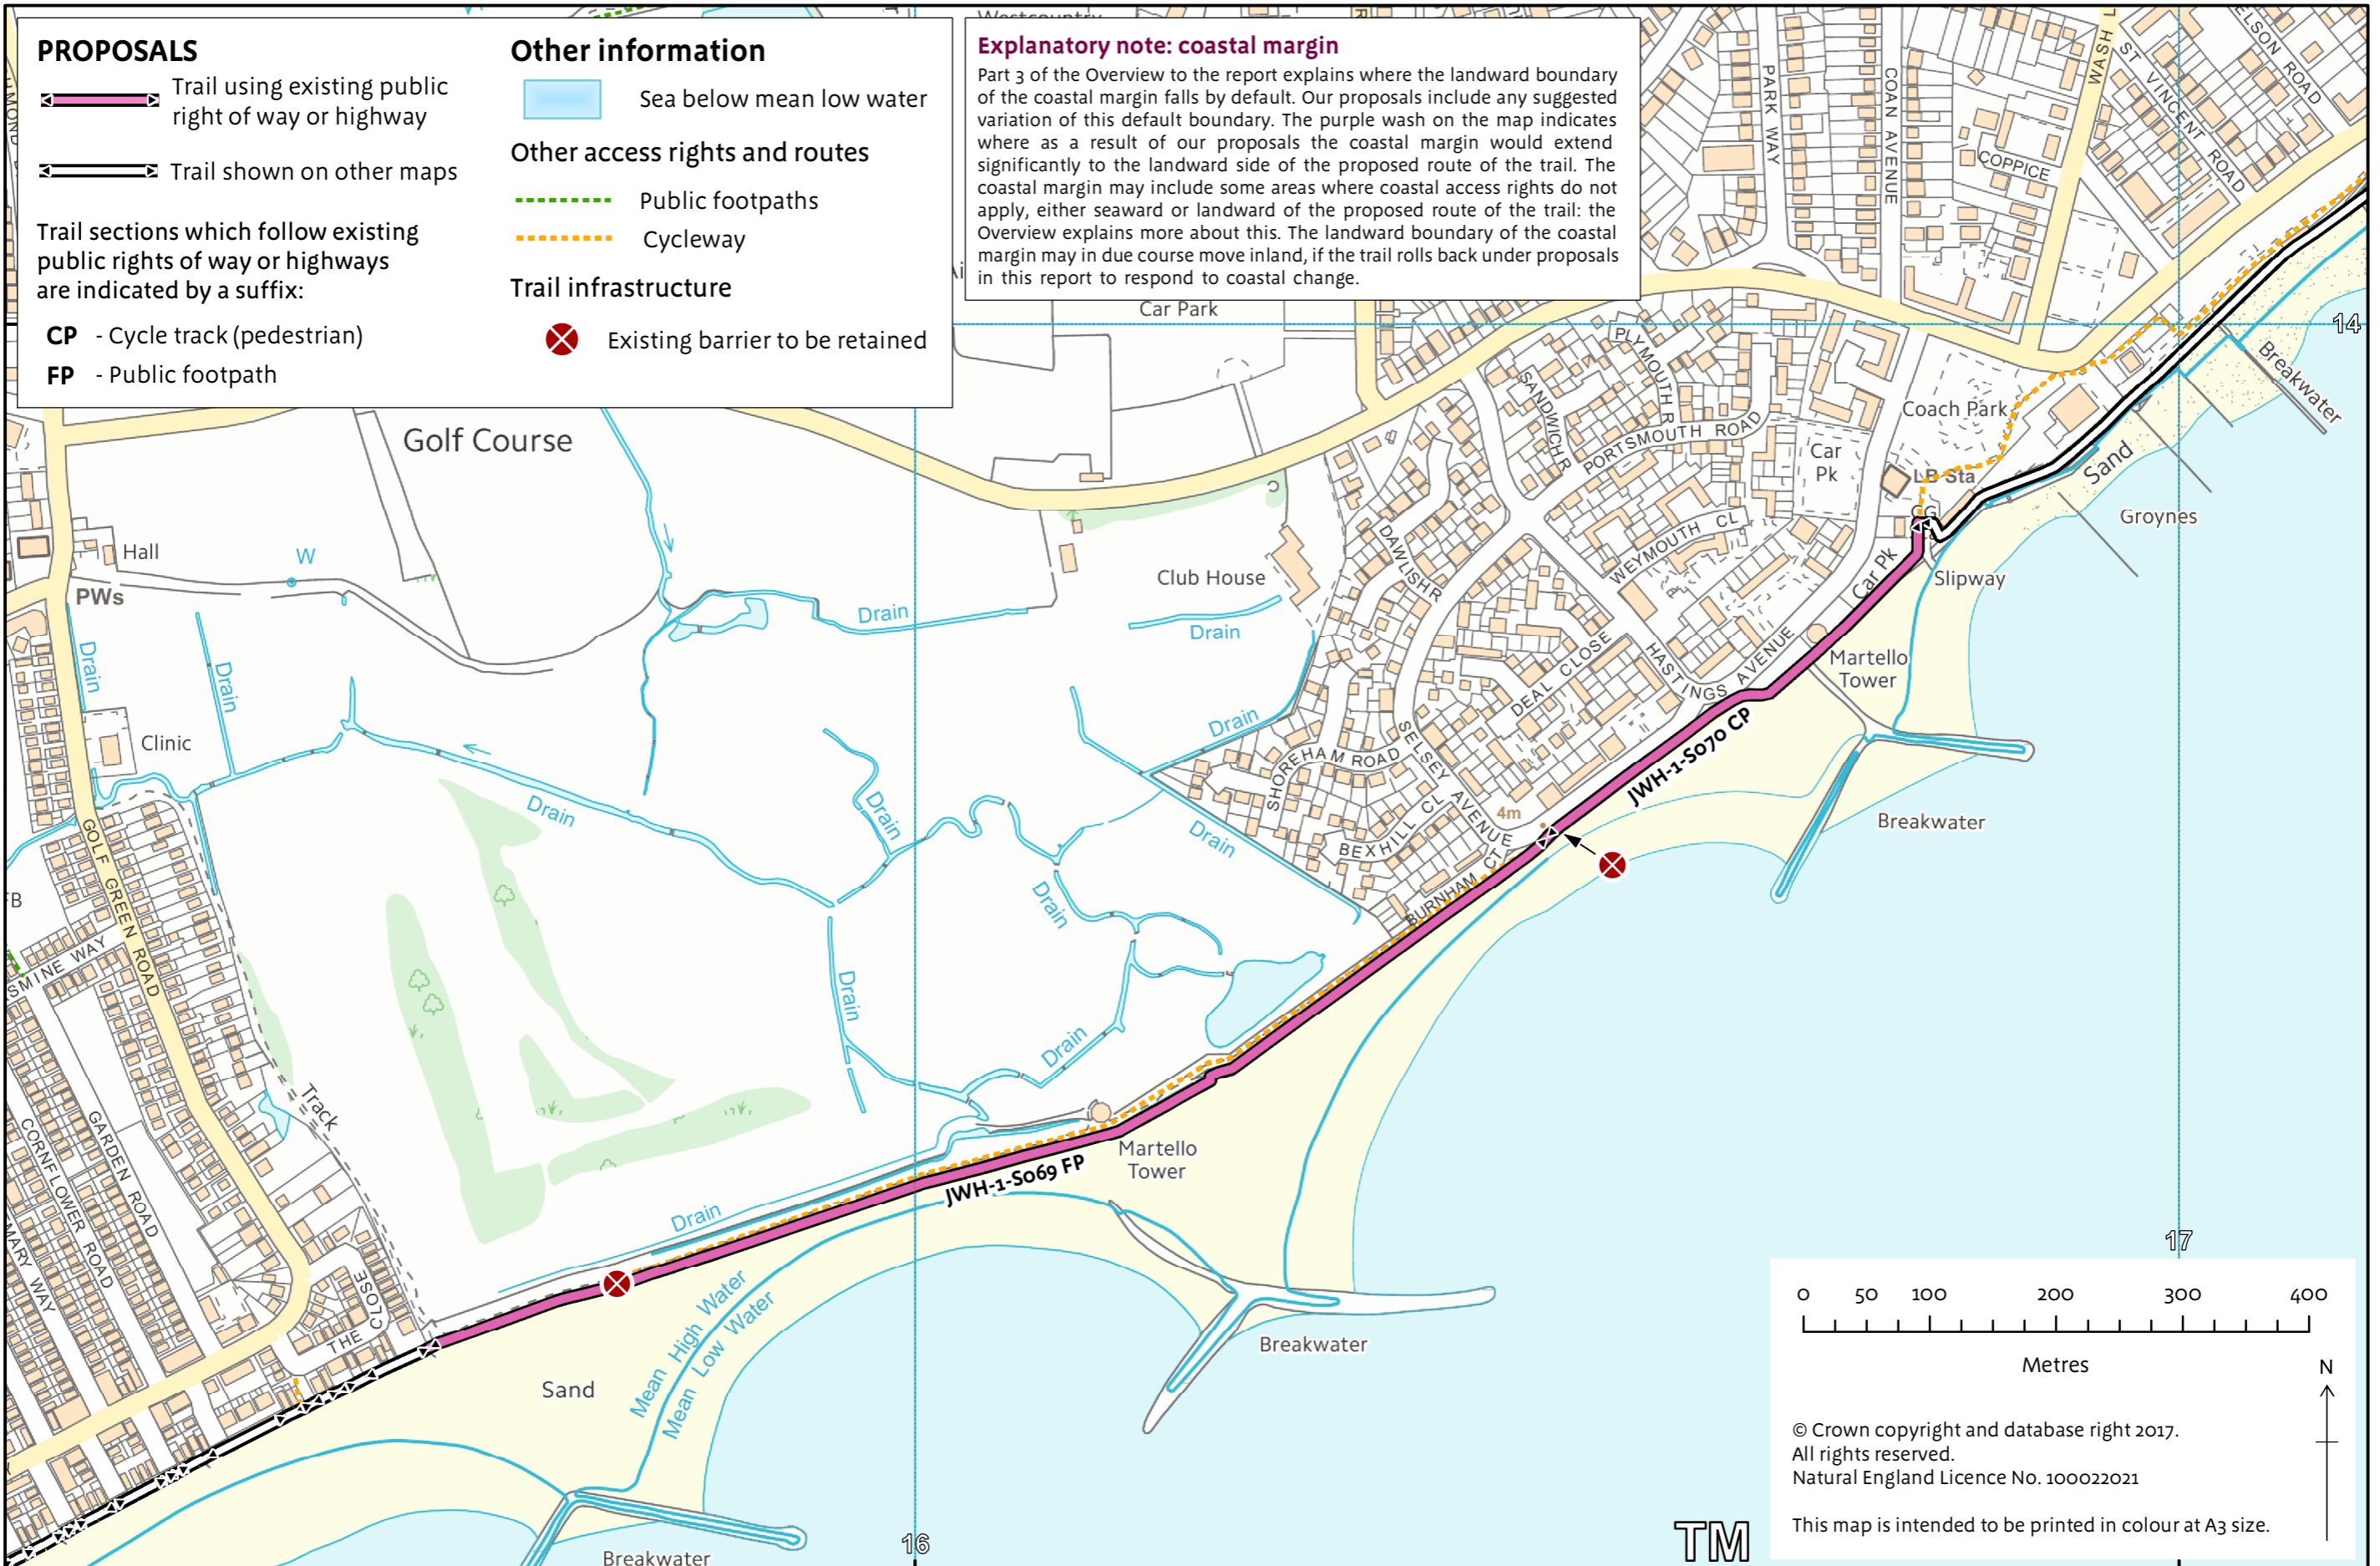 PROPOSALS
Trail using existing public
right of way or highway
Trail shown on other maps
Trail sections which follow existing
public rights of way or highways
are indicated by a suffix:
CP - Cycle track (pedestrian)
FP - Public footpath
Other information
Sea below mean low water
Other access rights and routes
Public footpaths
Cycleway
Trail infrastructure
Existing barrier to be retained
Explanatory note: coastal margin
Part 3 of the Overview to the report explains where the landward boundary
of the coastal margin falls by default. Our proposals include any suggested
variation of this default boundary. The purple wash on the map indicates
where as a result of our proposals the coastal margin would extend
significantly to the landward side of the proposed route of the trail. The
coastal margin may include some areas where coastal access rights do not
apply, either seaward or landward of the proposed route of the trail: the
Overview explains more about this. The landward boundary of the coastal
margin may in due course move inland, if the trail rolls back under proposals
in this report to respond to coastal change.
PARK WAY
COAN AVENUE
COPPICE
WASH L
ST VINCENT ROAD
ELSON ROAD
Car Park
14
Breakwater
PLYMOUTH R
SANDWICH R
PORTSMOUTH ROAD
Coach Park
Car
Pk
LB Sta
CG
Sand
Groynes
Golf Course
Hall
W
PWs
Drain
Drain
Drain
Club House
Drain
DAWLISH R
WEYMOUTH CL
Car Pk
Slipway
DEAL CLOSE
HASTINGS AVENUE
Martello
Tower
Clinic
Drain
Drain
Drain
Drain
SHOREHAM ROAD
SELSEY AVENUE
BEXHILL CL
BURNHAM CT
4m
JWH-1-S070 CP
Breakwater
GOLF GREEN ROAD
FB
SMINE WAY
Drain
Drain
Drain
Track
GARDEN ROAD
CORNFLOWER ROAD
MARY WAY
THE CLOSE
Drain
Martello
Tower
JWH-1-S069 FP
Mean High Water
Mean Low Water
Sand
Breakwater
Breakwater
16
17
TM
0 50 100 200 300 400
Metres
N
© Crown copyright and database right 2017.
All rights reserved.
Natural England Licence No. 100022021
This map is intended to be printed in colour at A3 size.